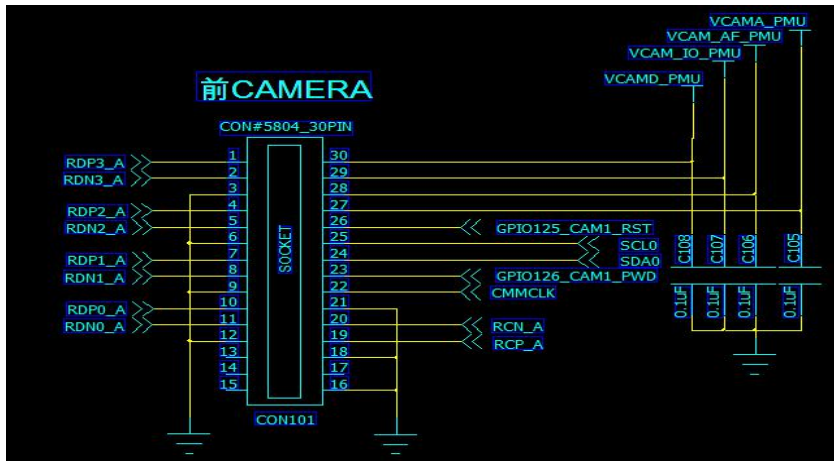 VCAMA_PMU
VCAM_AF_PMU
VCAM_IO_PMU
VCAMD_PMU
前CAMERA
CON#5804_30PIN
RDP3_A 1 30
RDN3_A 2 29
3 28
RDP2_A 4 27
RDN2_A 5 26 GPIO125_CAM1_RST
6 25 SCL0
RDP1_A 7 24 SDA0
RDN1_A 8 23 GPIO126_CAM1_PWD
9 22 CMMCLK
RDP0_A 10 21
RDN0_A 11 20 RCN_A
12 19 RCP_A
13 18
14 17
15 16
SOCKET
CON101
C108 C107 C106 C105
0.1uF 0.1uF 0.1uF 0.1uF